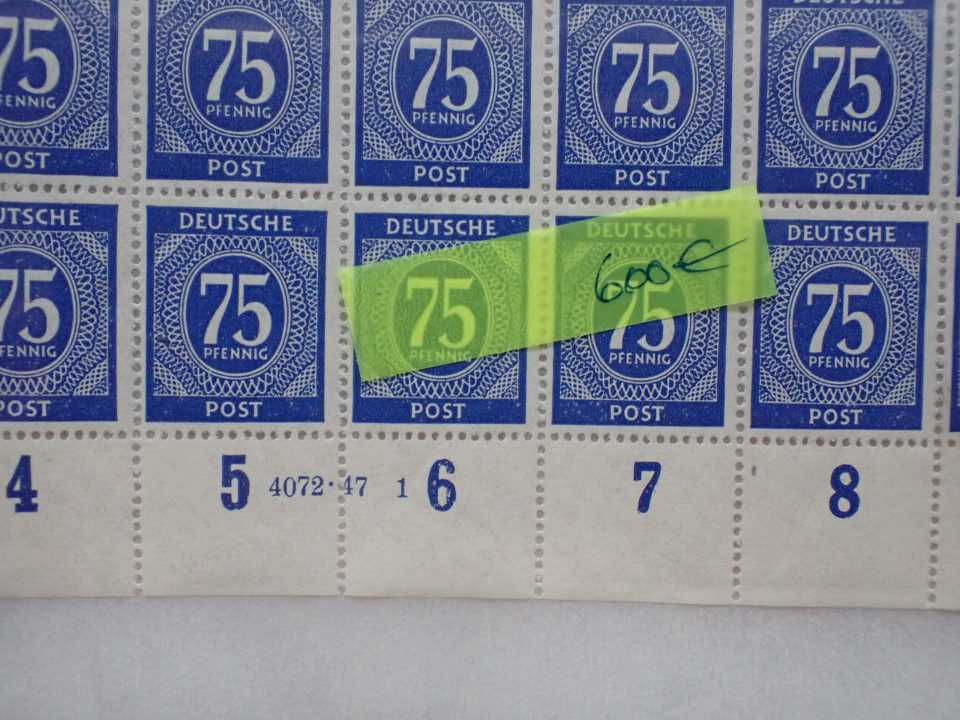 75 75 75 75 75
PFENNIG PFENNIG PFENNIG PFENNIG PFENNIG
POST POST POST POST POST
DEUTSCHE DEUTSCHE DEUTSCHE DEUTSCHE DEUTSCHE
600€
75 75 75 75 75
PFENNIG PFENNIG PFENNIG PFENNIG PFENNIG
POST POST POST POST POST
4 5 4072·47 1 6 7 8